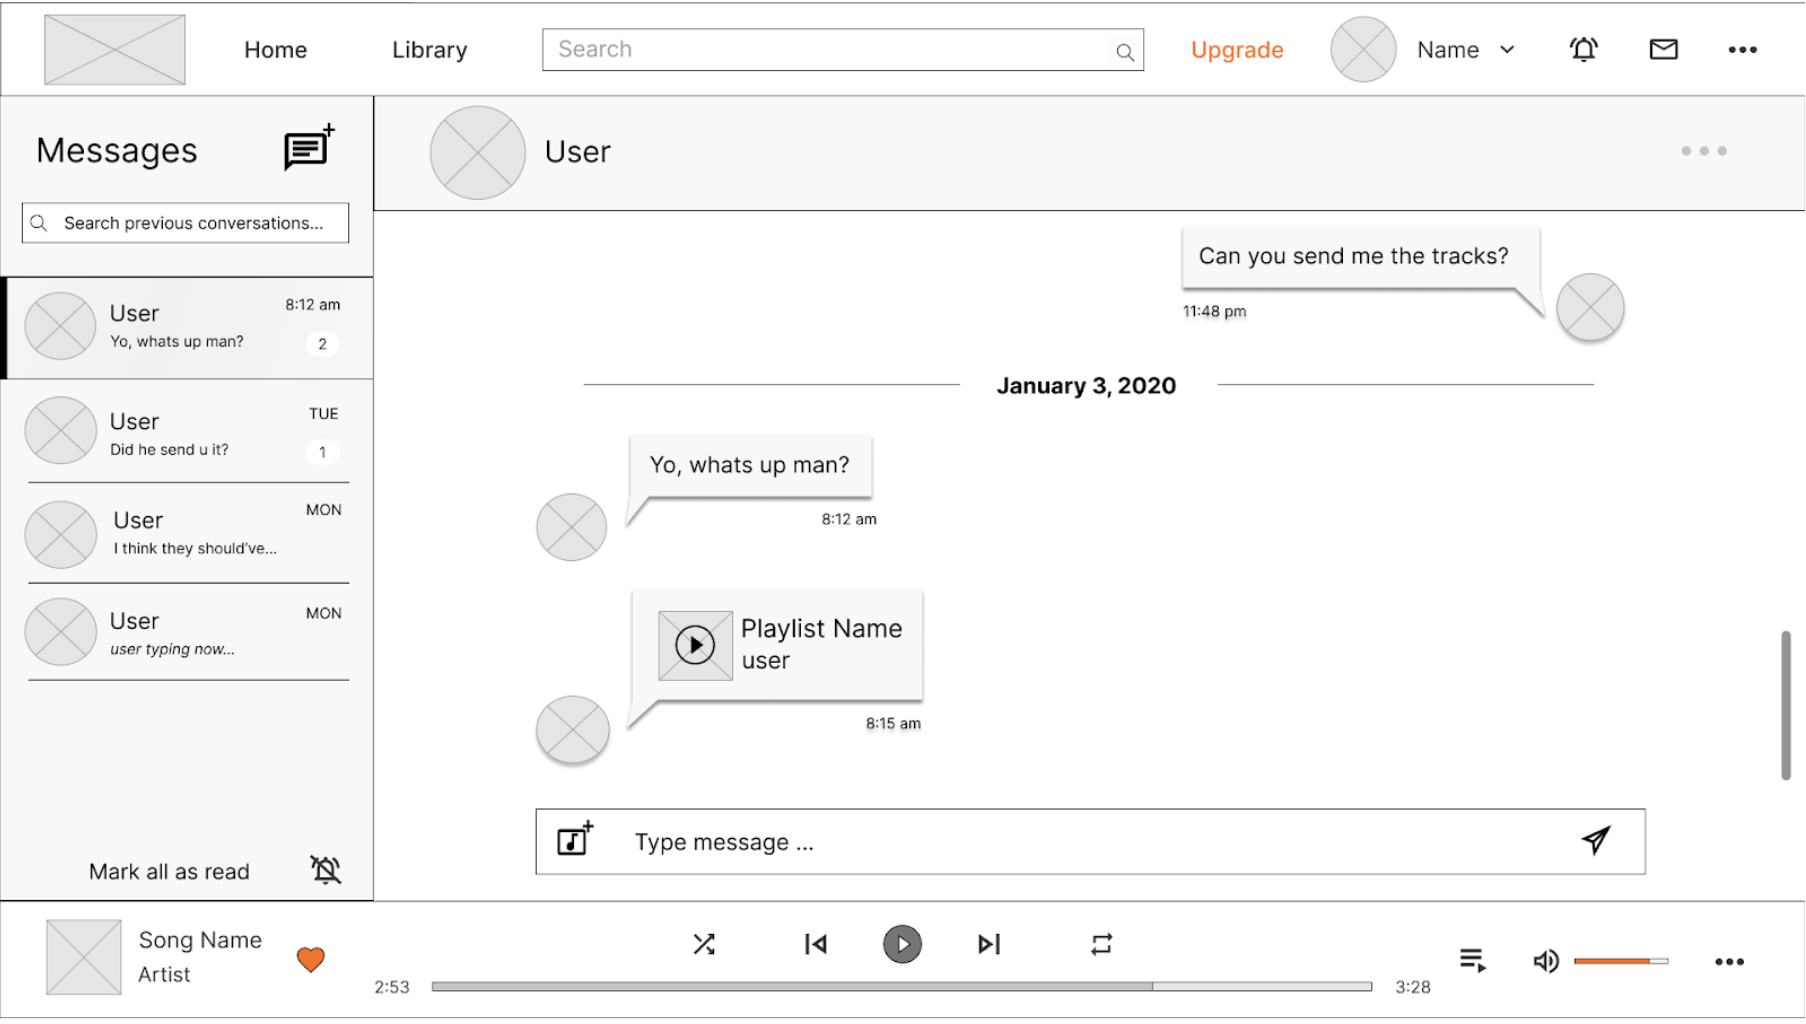 Home
Library
Search
Upgrade
Name
Messages
Search previous conversations...
User
8:12 am
Yo, whats up man?
2
User
TUE
Did he send u it?
1
User
MON
I think they should've...
User
MON
user typing now...
Mark all as read
User
Can you send me the tracks?
11:48 pm
January 3, 2020
Yo, whats up man?
8:12 am
Playlist Name
user
8:15 am
Type message ...
Song Name
Artist
2:53
3:28